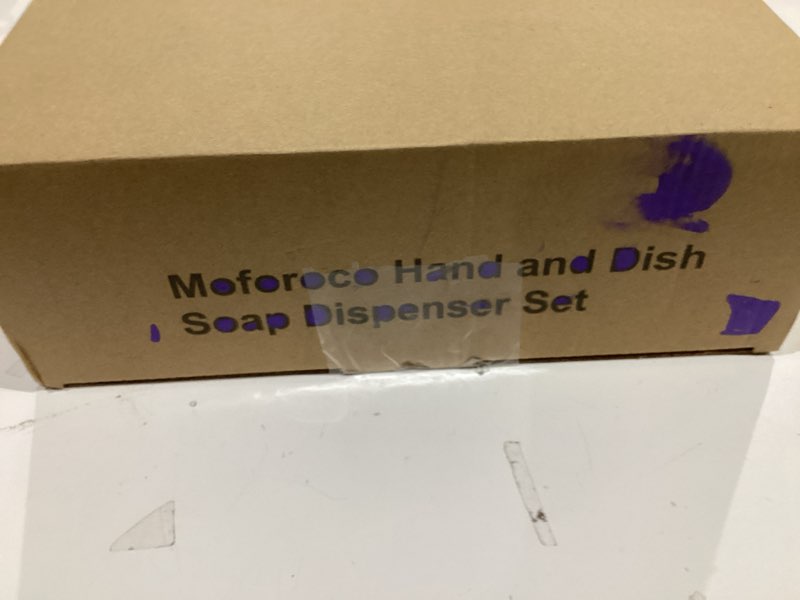 Moforoco Hand and Dish
Soap Dispenser Set